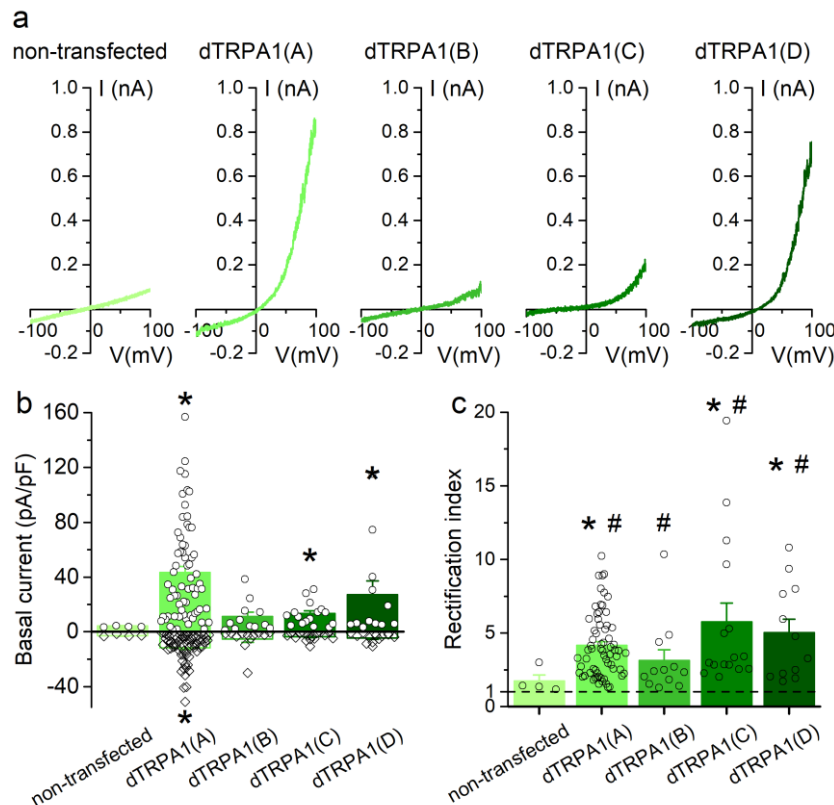 a
non-transfected dTRPA1(A) dTRPA1(B) dTRPA1(C) dTRPA1(D)
I (nA) I (nA) I (nA) I (nA) I (nA)
1.0 1.0 1.0 1.0 1.0
0.8 0.8 0.8 0.8 0.8
0.6 0.6 0.6 0.6 0.6
0.4 0.4 0.4 0.4 0.4
0.2 0.2 0.2 0.2 0.2
-100 0 100 -100 0 100 -100 0 100 -100 0 100 -100 0 100
-0.2 V(mV) -0.2 V(mV) -0.2 V(mV) -0.2 V(mV) -0.2 V(mV)
b
Basal current (pA/pF)
160
120
80
40
0
-40
* * * * 
non-transfected
dTRPA1(A)
dTRPA1(B)
dTRPA1(C)
dTRPA1(D)
c
Rectification index
20
15
10
5
1
* # # * # * #
non-transfected
dTRPA1(A)
dTRPA1(B)
dTRPA1(C)
dTRPA1(D)